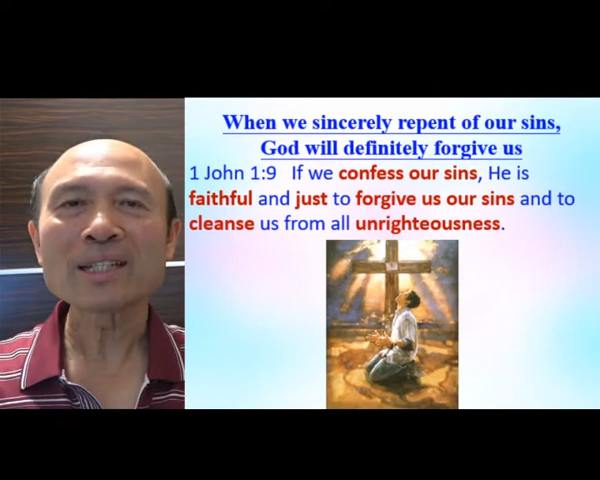 When we sincerely repent of our sins,
God will definitely forgive us
1 John 1:9 If we confess our sins, He is
faithful and just to forgive us our sins and to
cleanse us from all unrighteousness.